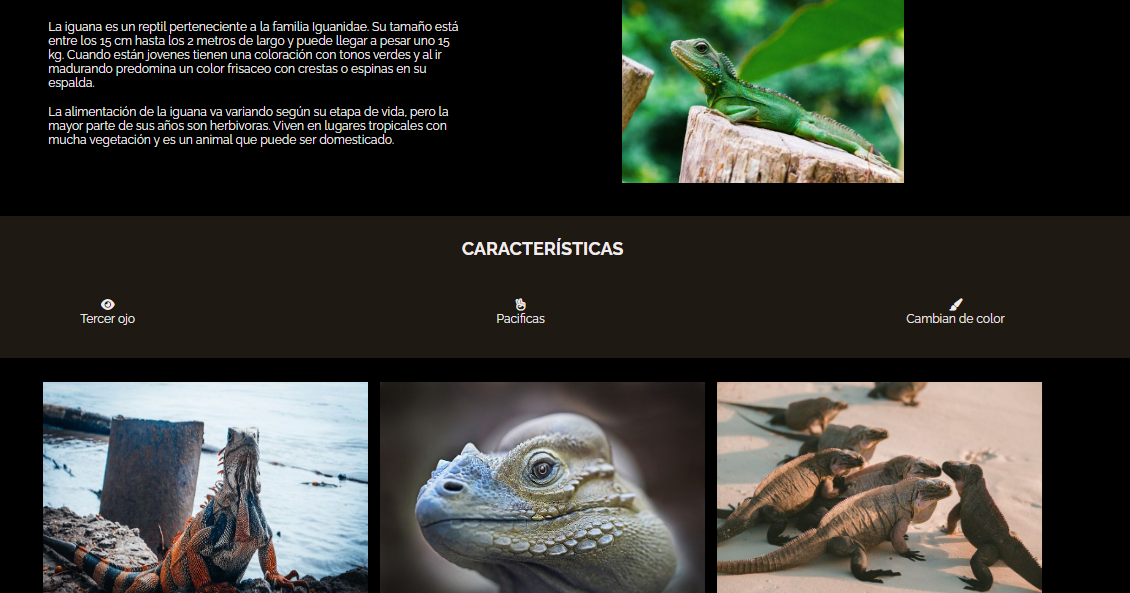 La iguana es un reptil perteneciente a la familia Iguanidae. Su tamaño está
entre los 15 cm hasta los 2 metros de largo y puede llegar a pesar uno 15
kg. Cuando están jovenes tienen una coloración con tonos verdes y al ir
madurando predomina un color frisaceo con crestas o espinas en su
espalda.
La alimentación de la iguana va variando según su etapa de vida, pero la
mayor parte de sus años son herbivoras. Viven en lugares tropicales con
mucha vegetación y es un animal que puede ser domesticado.
CARACTERÍSTICAS
Tercer ojo
Pacificas
Cambian de color